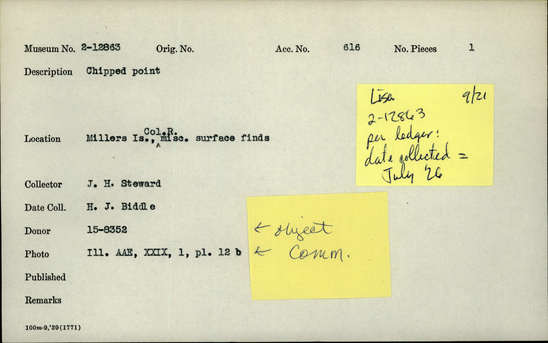 Museum No. 2-12863 Orig. No. Acc. No. 616 No. Pieces 1
Description Chipped point
Lisa 9/21
2-12863
per ledger:
date collected =
July '26
Col.R.
Location Millers Is., misc. surface finds
Collector J. H. Steward
Date Coll. H. J. Biddle
Donor 15-8352
Photo Ill. AAE, XXIX, 1, pl. 12 b
← object
← Comm.
Published
Remarks
100m-9,'39(1771)